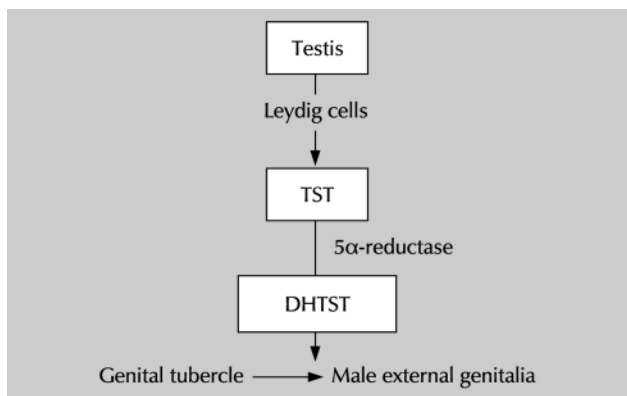 Testis
Leydig cells
TST
5α-reductase
DHTST
Genital tubercle
Male external genitalia